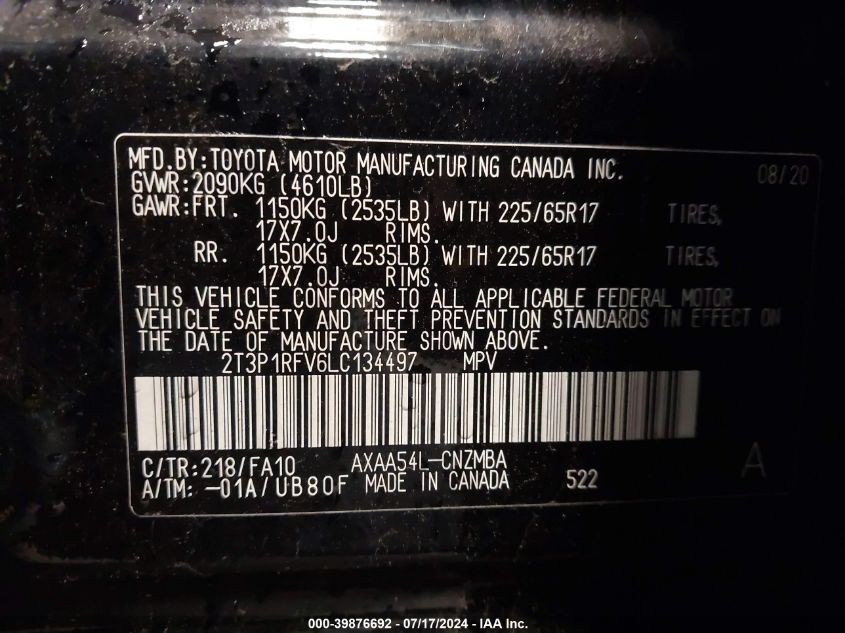 MFD.BY:TOYOTA MOTOR MANUFACTURING CANADA INC. 08/20
GVWR:2090KG (4610LB)
GAWR:FRT. 1150KG (2535LB) WITH 225/65R17 TIRES,
17X7.0J RIMS.
RR. 1150KG (2535LB) WITH 225/65R17 TIRES,
17X7.0J RIMS.
THIS VEHICLE CONFORMS TO ALL APPLICABLE FEDERAL MOTOR
VEHICLE SAFETY AND THEFT PREVENTION STANDARDS IN EFFECT ON
THE DATE OF MANUFACTURE SHOWN ABOVE.
2T3P1RFV6LC134497 MPV
C/TR:218/FA10 AXAA54L-CNZMBA A
A/TM: -01A/UB80F MADE IN CANADA 522
000-39876692 - 07/17/2024 - IAA Inc.